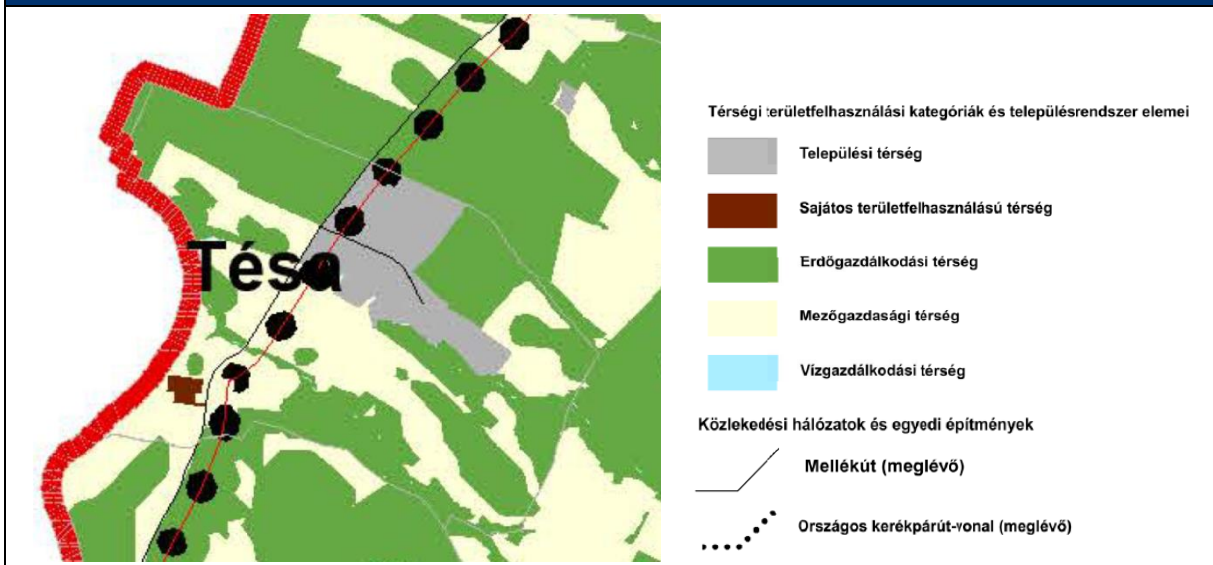 Tésa
Térségi területfelhasználási kategóriák és településrendszer elemei
Települési térség
Sajátos területfelhasználású térség
Erdőgazdálkodási térség
Mezőgazdasági térség
Vízgazdálkodási térség
Közlekedési hálózatok és egyedi építmények
Mellékút (meglévő)
Országos kerékpárút-vonal (meglévő)